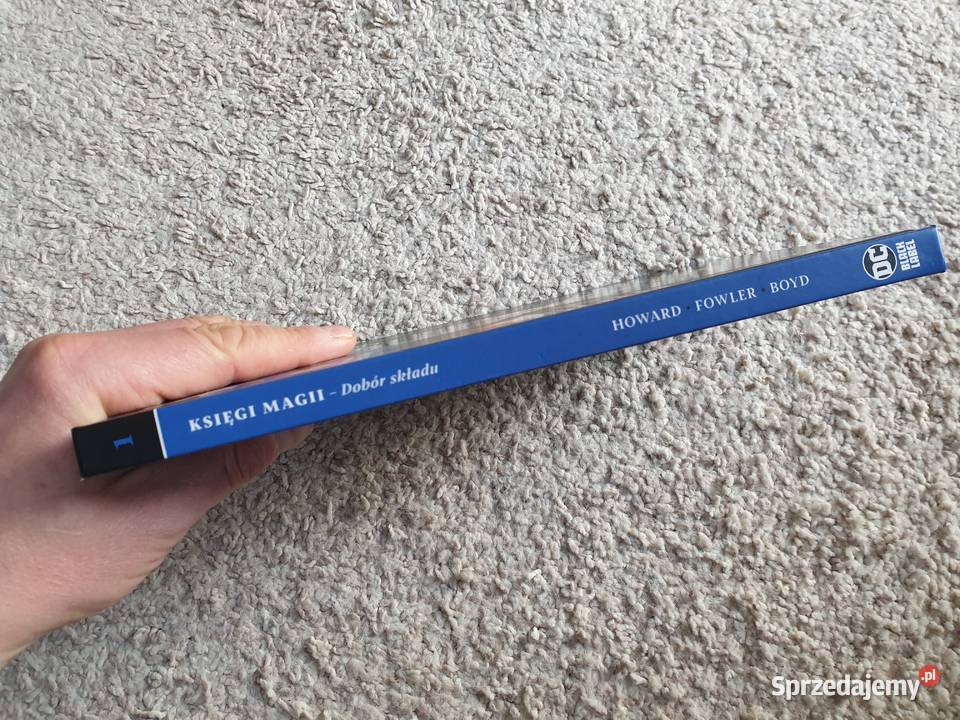 1
KSIĘGI MAGII – Dobór składu
HOWARD · FOWLER · BOYD
DC
BLACK
LABEL
Sprzedajemy.pl